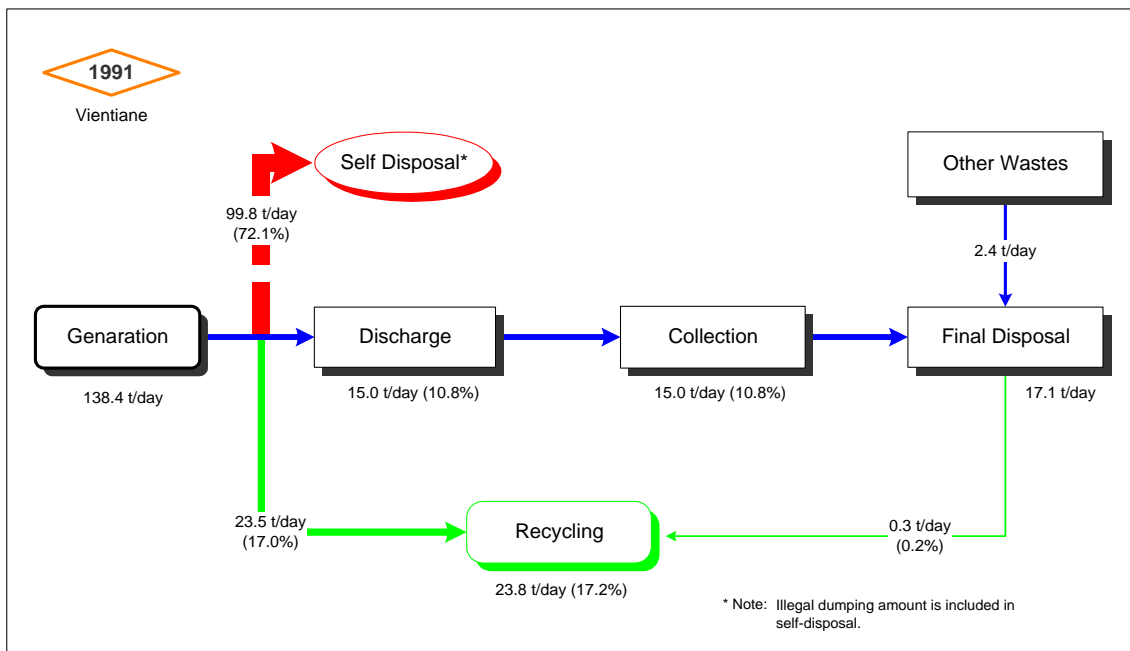 1991
Vientiane
Self Disposal*
Other Wastes
99.8 t/day
(72.1%)
2.4 t/day
Genaration
Discharge
Collection
Final Disposal
138.4 t/day
15.0 t/day (10.8%)
15.0 t/day (10.8%)
17.1 t/day
23.5 t/day
(17.0%)
Recycling
0.3 t/day
(0.2%)
23.8 t/day (17.2%)
* Note: Illegal dumping amount is included in
self-disposal.